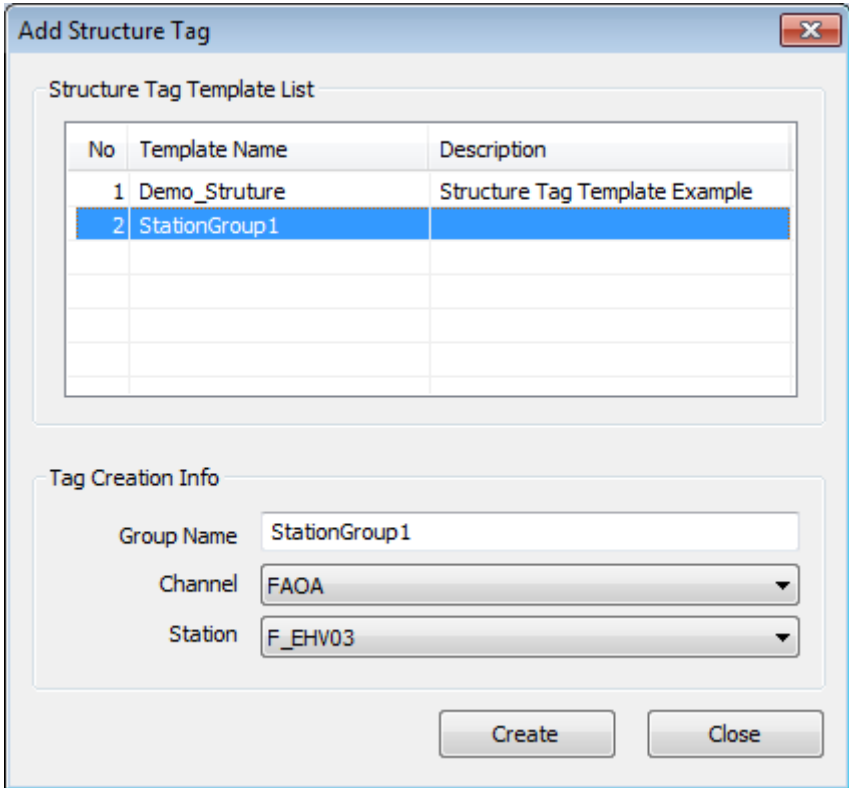 Add Structure Tag
Structure Tag Template List
No Template Name Description
1 Demo_Struture Structure Tag Template Example
2 StationGroup1
Tag Creation Info
Group Name StationGroup1
Channel FAOA
Station F_EHV03
Create Close